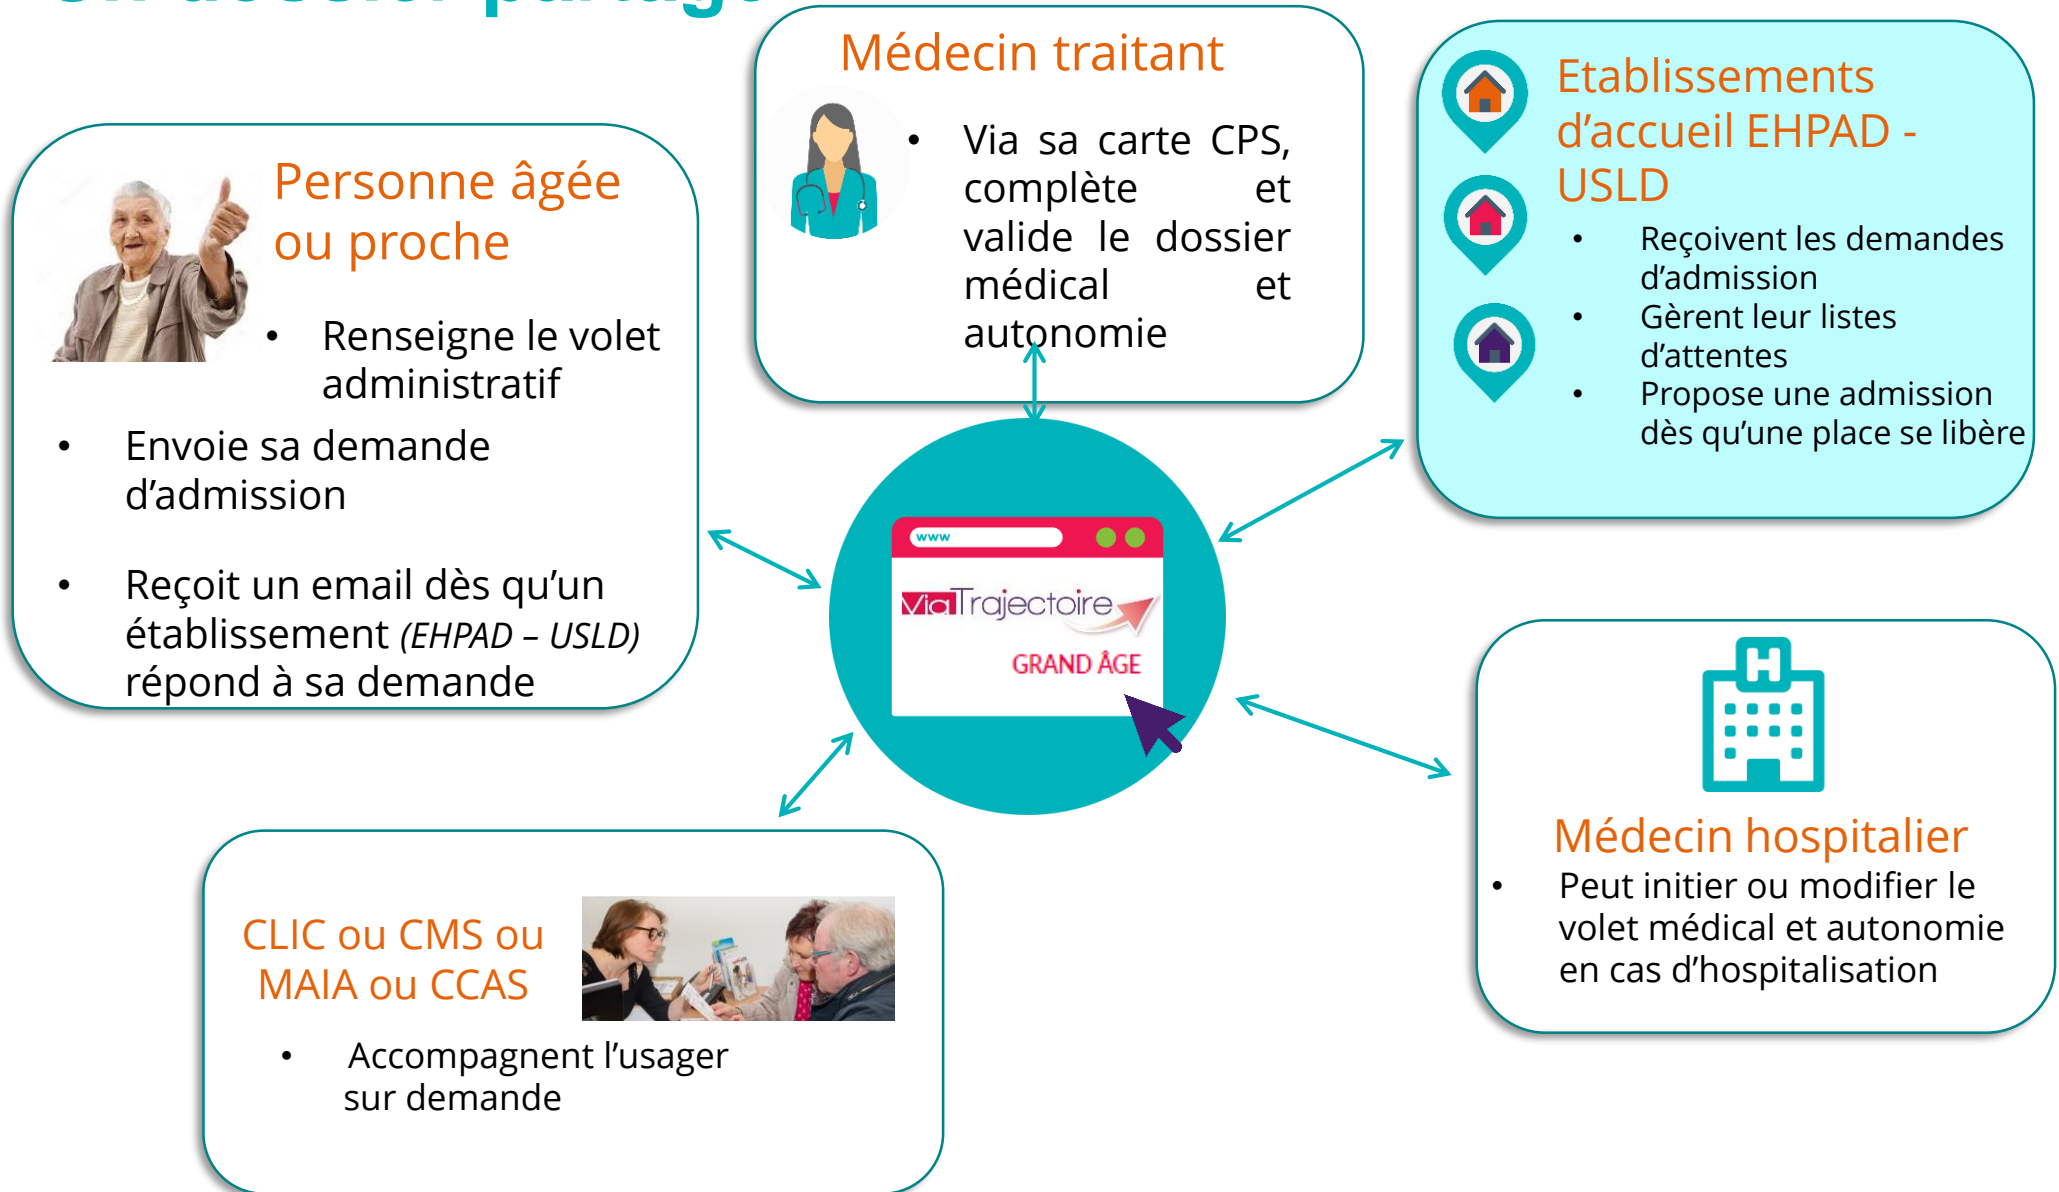 Un dossier partagé
Médecin traitant
• Via sa carte CPS,
complète et
valide le dossier
médical et
autonomie
Etablissements
d’accueil EHPAD -
USLD
• Reçoivent les demandes
d’admission
• Gèrent leur listes
d’attentes
• Propose une admission
dès qu’une place se libère
Personne âgée
ou proche
• Renseigne le volet
administratif
• Envoie sa demande
d’admission
• Reçoit un email dès qu’un
établissement (EHPAD – USLD)
répond à sa demande
www
ViaTrajectoire
GRAND ÂGE
H
Médecin hospitalier
• Peut initier ou modifier le
volet médical et autonomie
en cas d’hospitalisation
CLIC ou CMS ou
MAIA ou CCAS
• Accompagnent l’usager
sur demande